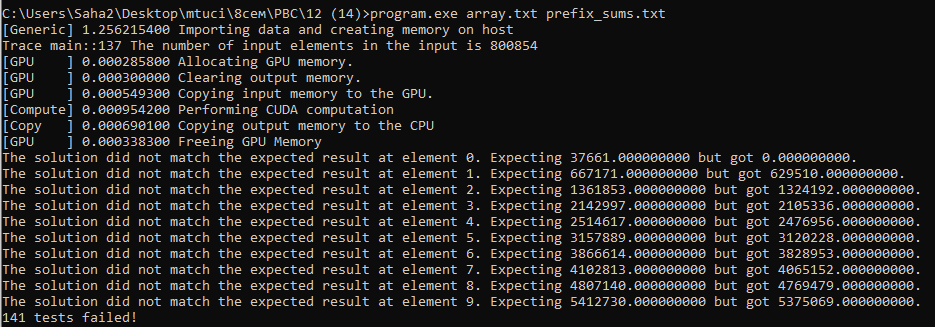 C:\Users\Saha2\Desktop\mtuci\8сем\РВС\12 (14)>program.exe array.txt prefix_sums.txt
[Generic] 1.256215400 Importing data and creating memory on host
Trace main::137 The number of input elements in the input is 800854
[GPU    ] 0.000285800 Allocating GPU memory.
[GPU    ] 0.000300000 Clearing output memory.
[GPU    ] 0.000549300 Copying input memory to the GPU.
[Compute] 0.000954200 Performing CUDA computation
[Copy   ] 0.000690100 Copying output memory to the CPU
[GPU    ] 0.000338300 Freeing GPU Memory
The solution did not match the expected result at element 0. Expecting 37661.000000000 but got 0.000000000.
The solution did not match the expected result at element 1. Expecting 667171.000000000 but got 629510.000000000.
The solution did not match the expected result at element 2. Expecting 1361853.000000000 but got 1324192.000000000.
The solution did not match the expected result at element 3. Expecting 2142997.000000000 but got 2105336.000000000.
The solution did not match the expected result at element 4. Expecting 2514617.000000000 but got 2476956.000000000.
The solution did not match the expected result at element 5. Expecting 3157889.000000000 but got 3120228.000000000.
The solution did not match the expected result at element 6. Expecting 3866614.000000000 but got 3828953.000000000.
The solution did not match the expected result at element 7. Expecting 4102813.000000000 but got 4065152.000000000.
The solution did not match the expected result at element 8. Expecting 4807140.000000000 but got 4769479.000000000.
The solution did not match the expected result at element 9. Expecting 5412730.000000000 but got 5375069.000000000.
141 tests failed!